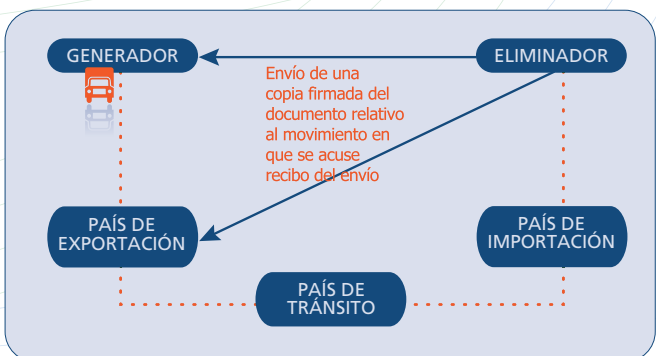 GENERADOR
ELIMINADOR
Envío de una
copia firmada del
documento relativo
al movimiento en
que se acuse
recibo del envío
PAÍS DE
EXPORTACIÓN
PAÍS DE
IMPORTACIÓN
PAÍS DE
TRÁNSITO